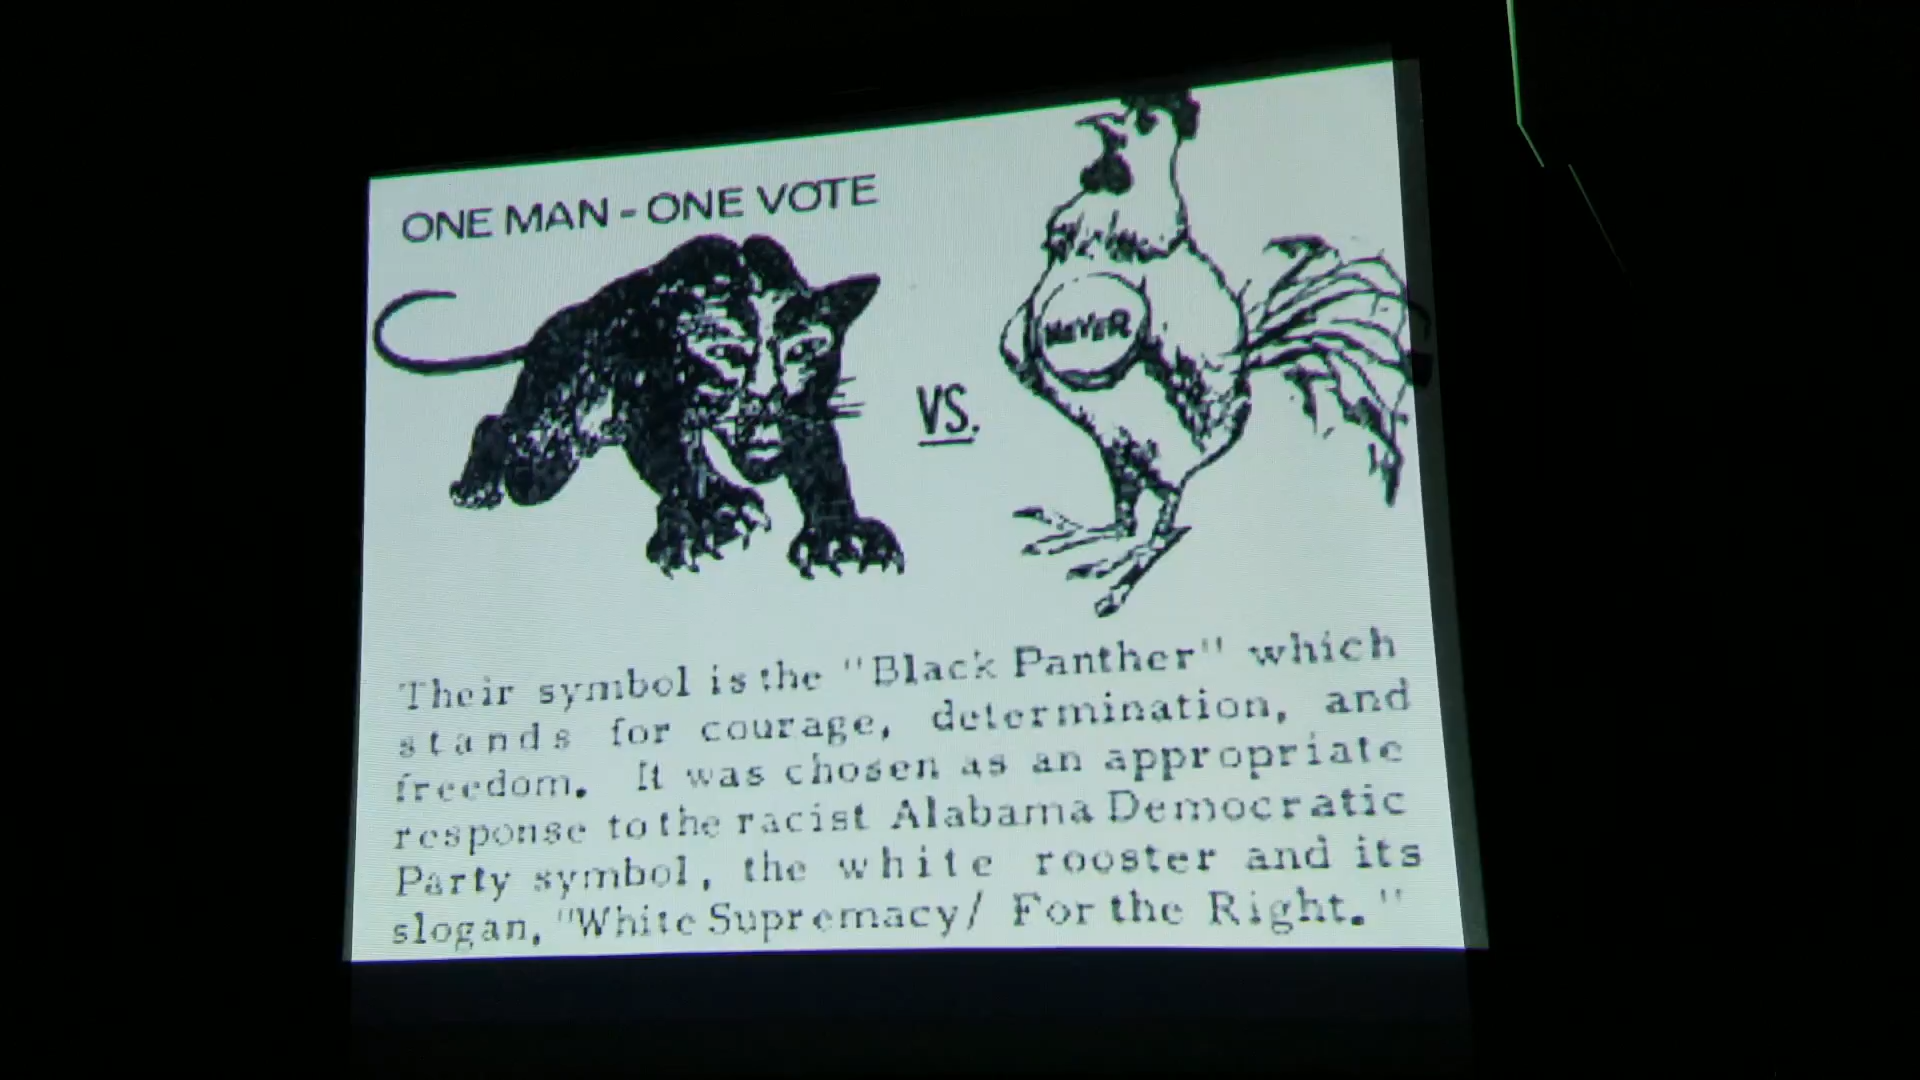 ONE MAN - ONE VOTE
NEVER
VS.
Their symbol is the "Black Panther" which
stands for courage, determination, and
freedom. It was chosen as an appropriate
response to the racist Alabama Democratic
Party symbol, the white rooster and its
slogan, "White Supremacy/ For the Right."